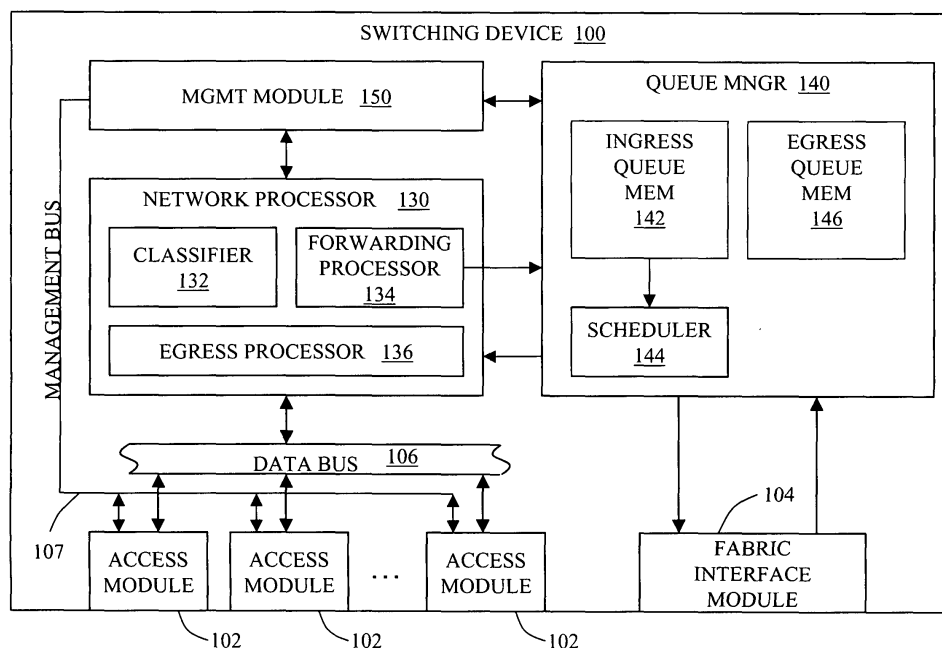 SWITCHING DEVICE 100
MGMT MODULE 150
QUEUE MNGR 140
INGRESS
QUEUE
MEM
142
EGRESS
QUEUE
MEM
146
MANAGEMENT BUS
NETWORK PROCESSOR 130
CLASSIFIER
132
FORWARDING
PROCESSOR
134
SCHEDULER
144
EGRESS PROCESSOR 136
DATA BUS 106
107
104
ACCESS
MODULE
ACCESS
MODULE
...
ACCESS
MODULE
FABRIC
INTERFACE
MODULE
102
102
102